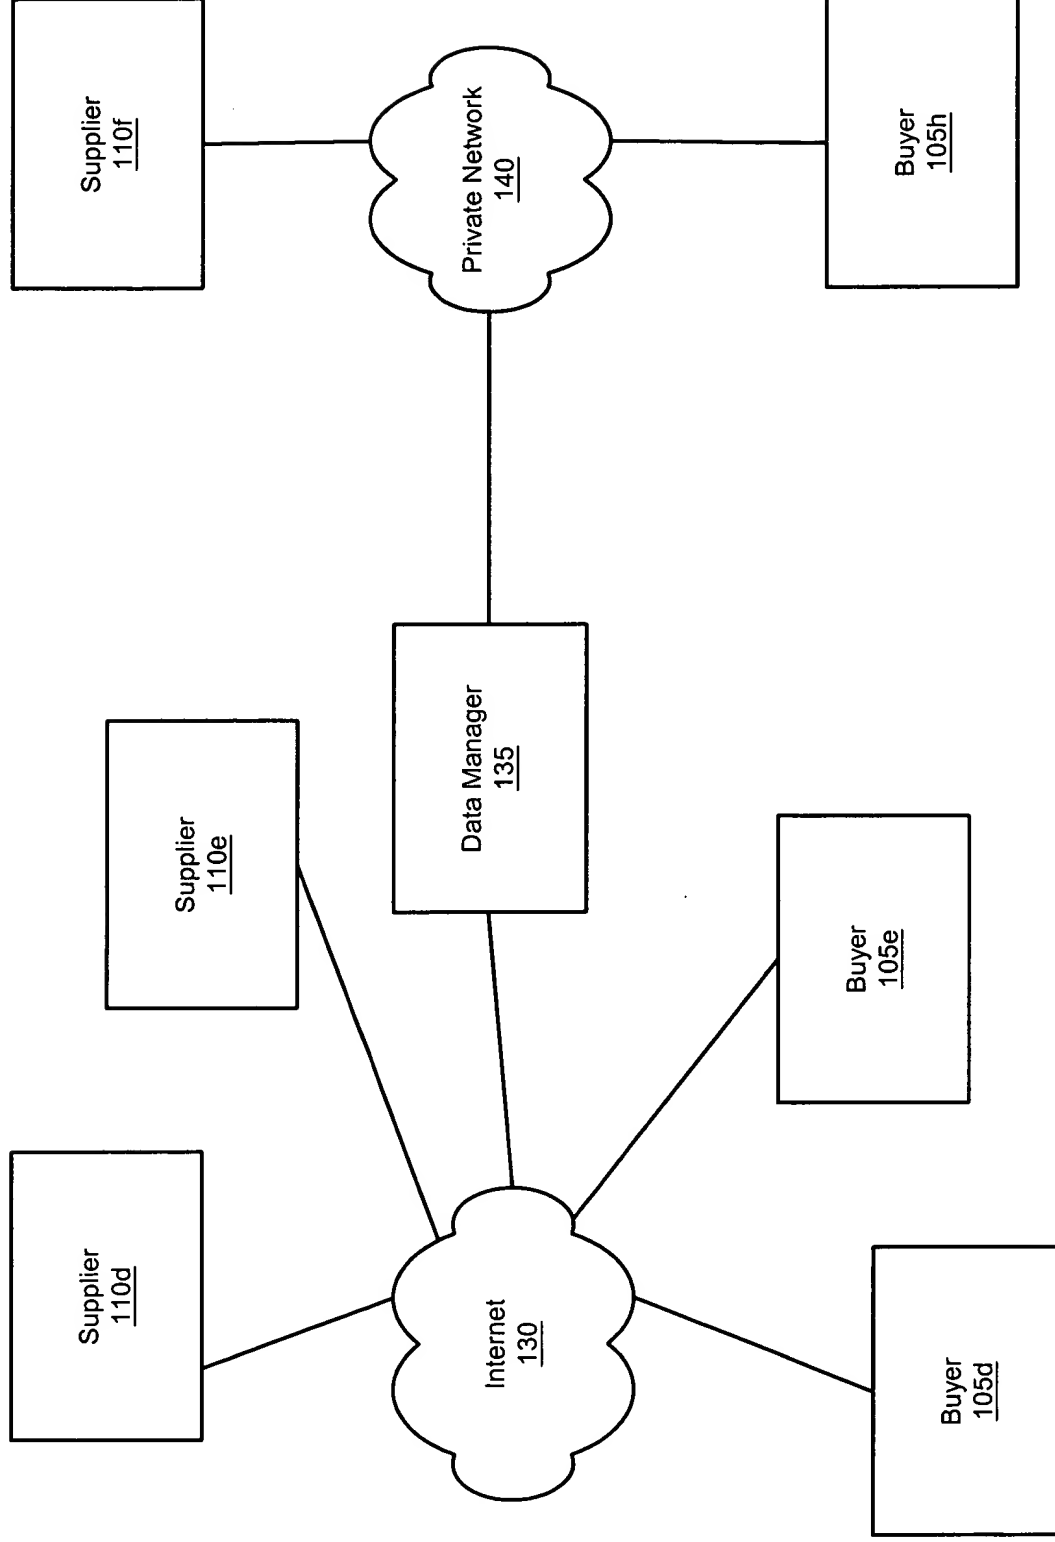 Supplier
110d
Supplier
110e
Supplier
110f
Internet
130
Data Manager
135
Private Network
140
Buyer
105d
Buyer
105e
Buyer
105h